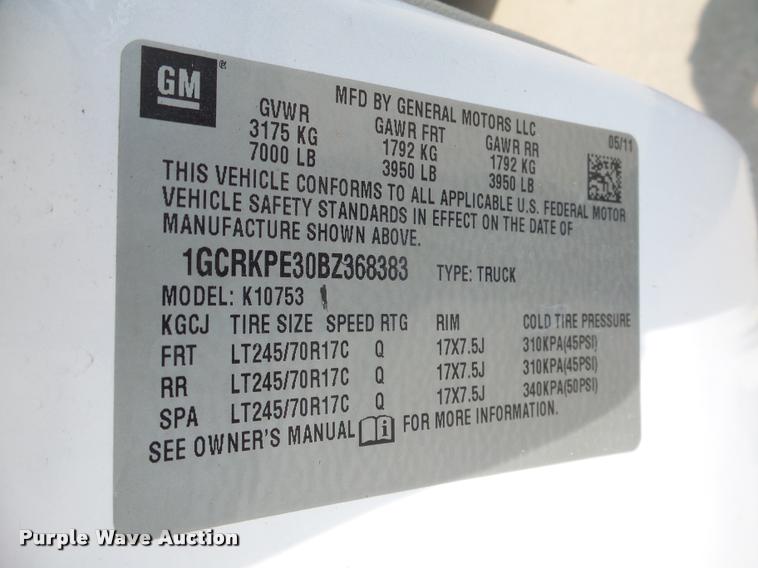 GM®
MFD BY GENERAL MOTORS LLC
GVWR GAWR FRT GAWR RR 05/11
3175 KG 1792 KG 1792 KG
7000 LB 3950 LB 3950 LB
THIS VEHICLE CONFORMS TO ALL APPLICABLE U.S. FEDERAL MOTOR
VEHICLE SAFETY STANDARDS IN EFFECT ON THE DATE OF
MANUFACTURE SHOWN ABOVE.
1GCRKPE30BZ368383 TYPE: TRUCK
MODEL: K10753
KGCJ TIRE SIZE SPEED RTG RIM COLD TIRE PRESSURE
FRT LT245/70R17C Q 17X7.5J 310KPA(45PSI)
RR LT245/70R17C Q 17X7.5J 310KPA(45PSI)
SPA LT245/70R17C Q 17X7.5J 340KPA(50PSI)
SEE OWNER'S MANUAL i FOR MORE INFORMATION.
Purple Wave Auction